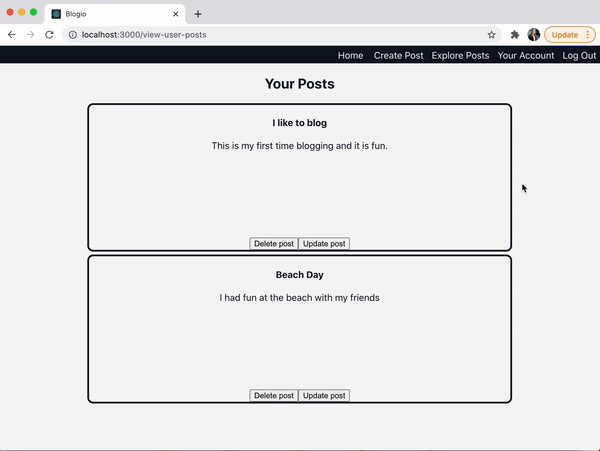 Blogio
localhost:3000/view-user-posts
Update
Home Create Post Explore Posts Your Account Log Out
Your Posts
I like to blog
This is my first time blogging and it is fun.
Delete post Update post
Beach Day
I had fun at the beach with my friends
Delete post Update post